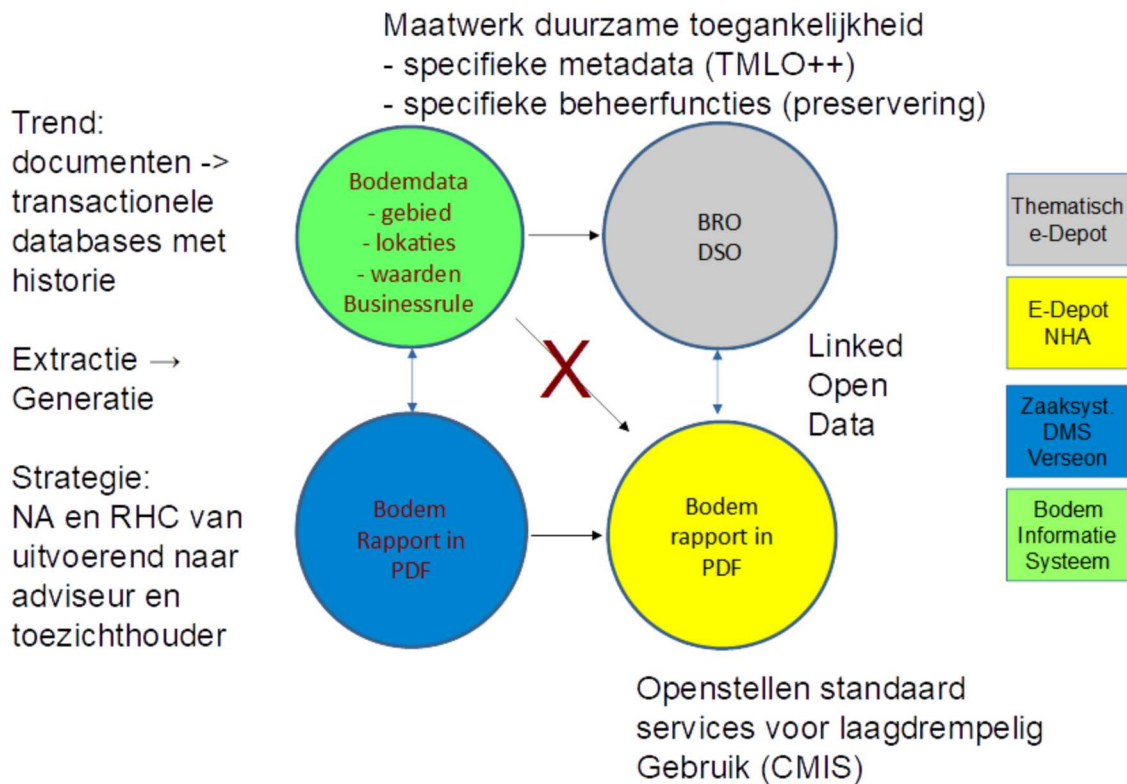 Maatwerk duurzame toegankelijkheid
- specifieke metadata (TMLO++)
- specifieke beheerfuncties (preservering)
Trend:
documenten ->
transactionele
databases met
historie
Extractie →
Generatie
Strategie:
NA en RHC van
uitvoerend naar
adviseur en
toezichthouder
Bodemdata
- gebied
- lokaties
- waarden
Businessrule
BRO
DSO
X
Linked
Open
Data
Bodem
Rapport in
PDF
Bodem
rapport in
PDF
Openstellen standaard
services voor laagdrempelig
Gebruik (CMIS)
Thematisch
e-Depot
E-Depot
NHA
Zaaksyst.
DMS
Verseon
Bodem
Informatie
Systeem